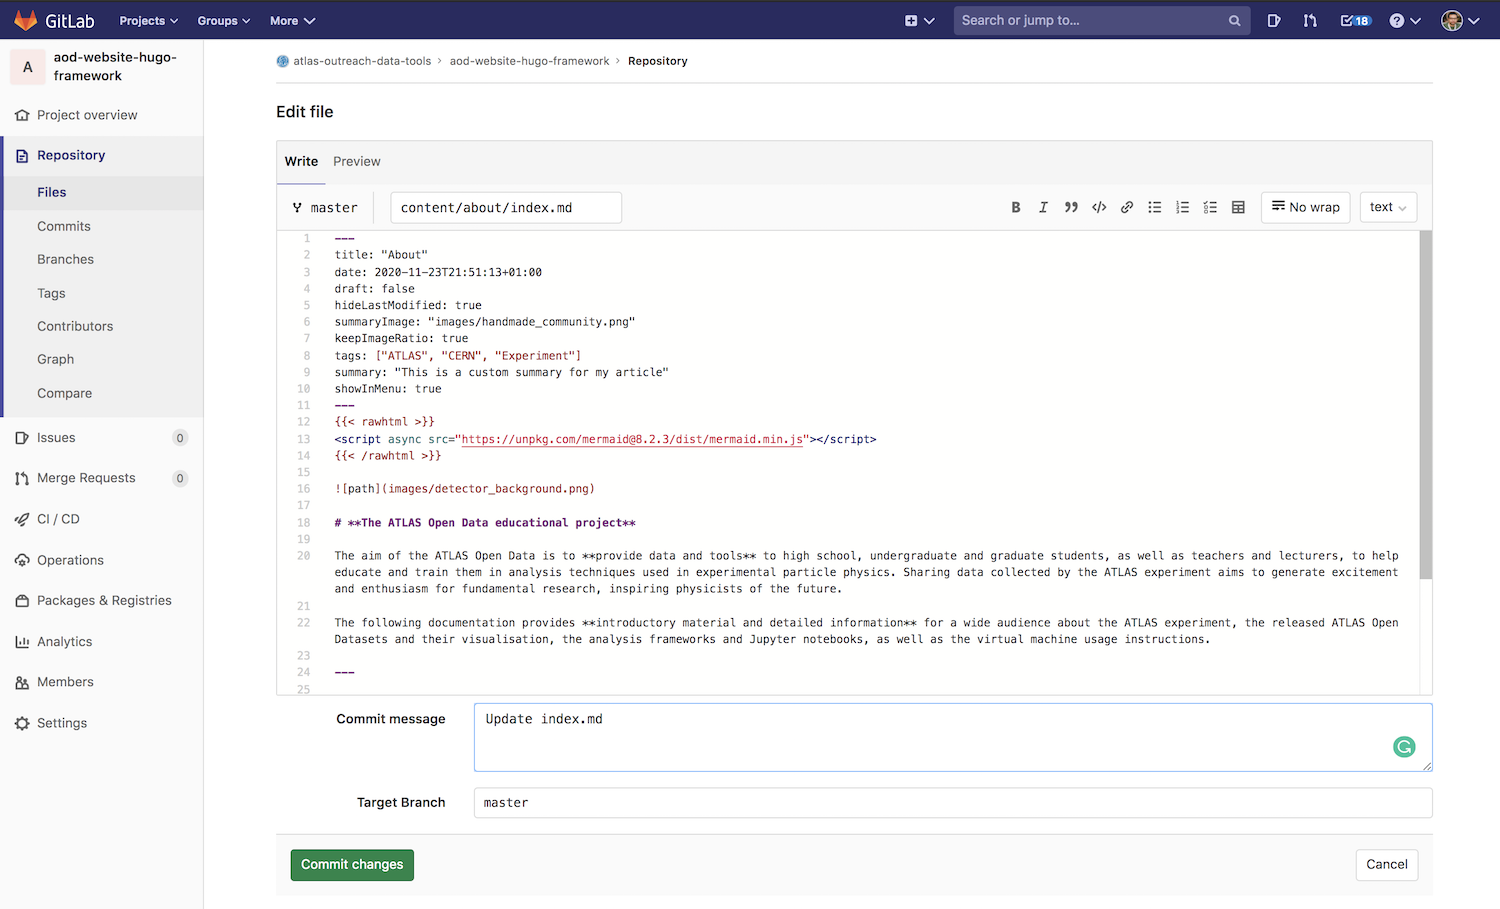 GitLab Projects Groups More Search or jump to... 18
A aod-website-hugo-framework
Project overview
Repository
Files
Commits
Branches
Tags
Contributors
Graph
Compare
Issues 0
Merge Requests 0
CI / CD
Operations
Packages & Registries
Analytics
Members
Settings
atlas-outreach-data-tools > aod-website-hugo-framework > Repository
Edit file
Write Preview
master content/about/index.md B I No wrap text
1 ---
2 title: "About"
3 date: 2020-11-23T21:51:13+01:00
4 draft: false
5 hideLastModified: true
6 summaryImage: "images/handmade_community.png"
7 keepImageRatio: true
8 tags: ["ATLAS", "CERN", "Experiment"]
9 summary: "This is a custom summary for my article"
10 showInMenu: true
11 ---
12 {{< rawhtml >}}
13 <script async src="https://unpkg.com/mermaid@8.2.3/dist/mermaid.min.js"></script>
14 {{< /rawhtml >}}
15
16 ![path](images/detector_background.png)
17
18 # **The ATLAS Open Data educational project**
19
20 The aim of the ATLAS Open Data is to **provide data and tools** to high school, undergraduate and graduate students, as well as teachers and lecturers, to help
educate and train them in analysis techniques used in experimental particle physics. Sharing data collected by the ATLAS experiment aims to generate excitement
and enthusiasm for fundamental research, inspiring physicists of the future.
21
22 The following documentation provides **introductory material and detailed information** for a wide audience about the ATLAS experiment, the released ATLAS Open
Datasets and their visualisation, the analysis frameworks and Jupyter notebooks, as well as the virtual machine usage instructions.
23
24 ---
25
Commit message Update index.md
Target Branch master
Commit changes Cancel